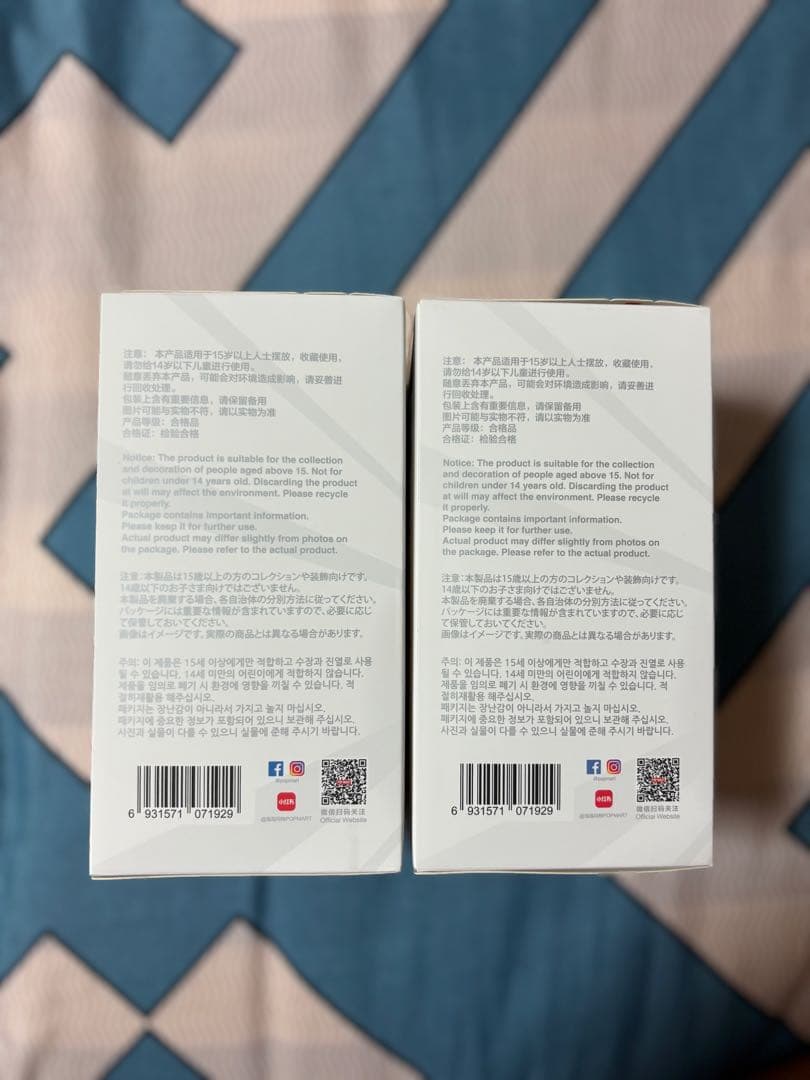 注意： 本产品适用于15岁以上人士摆放，收藏使用，
请勿给14岁以下儿童进行使用。
随意丢弃本产品，可能会对环境造成影响，请妥善进
行回收处理。
包装上含有重要信息，请保留备用
图片可能与实物不符，请以实物为准
产品等级：合格品
合格证：检验合格
Notice: The product is suitable for the collection
and decoration of people aged above 15. Not for
children under 14 years old. Discarding the product
at will may affect the environment. Please recycle
it properly.
Package contains important information.
Please keep it for further use.
Actual product may differ slightly from photos on
the package. Please refer to the actual product.
注意：本製品は15歳以上の方のコレクションや装飾向けです。
14歳以下のお子さま向けではございません。
本製品を廃棄する場合、各自治体の分別方法に従ってください。
パッケージには重要な情報が含まれていますので、必要に応じ
て保管しておいてください。
画像はイメージです。実際の商品とは異なる場合があります。
주의: 이 제품은 15세 이상에게만 적합하고 수장과 진열로 사용
될 수 있습니다. 14세 미만의 어린이에게 적합하지 않습니다.
제품을 임의로 폐기 시 환경에 영향을 끼칠 수 있습니다. 적
절히재활용 해주십시오.
패키지는 장난감이 아니라서 가지고 놀지 마십시오.
패키지에 중요한 정보가 포함되어 있으니 보관해 주십시오.
사진과 실물이 다를 수 있으니 실물에 준해 주시기 바랍니다.
6 931571 071929
@popmart
小红书
@泡泡玛特POPMART
微信扫码关注
Official Website
注意： 本产品适用于15岁以上人士摆放，收藏使用，
请勿给14岁以下儿童进行使用。
随意丢弃本产品，可能会对环境造成影响，请妥善进
行回收处理。
包装上含有重要信息，请保留备用
图片可能与实物不符，请以实物为准
产品等级：合格品
合格证：检验合格
Notice: The product is suitable for the collection
and decoration of people aged above 15. Not for
children under 14 years old. Discarding the product
at will may affect the environment. Please recycle
it properly.
Package contains important information.
Please keep it for further use.
Actual product may differ slightly from photos on
the package. Please refer to the actual product.
注意：本製品は15歳以上の方のコレクションや装飾向けです。
14歳以下のお子さま向けではございません。
本製品を廃棄する場合、各自治体の分別方法に従ってください。
パッケージには重要な情報が含まれていますので、必要に応じ
て保管しておいてください。
画像はイメージです。実際の商品とは異なる場合があります。
주의: 이 제품은 15세 이상에게만 적합하고 수장과 진열로 사용
될 수 있습니다. 14세 미만의 어린이에게 적합하지 않습니다.
제품을 임의로 폐기 시 환경에 영향을 끼칠 수 있습니다. 적
절히재활용 해주십시오.
패키지는 장난감이 아니라서 가지고 놀지 마십시오.
패키지에 중요한 정보가 포함되어 있으니 보관해 주십시오.
사진과 실물이 다를 수 있으니 실물에 준해 주시기 바랍니다.
6 931571 071929
@popmart
小红书
@泡泡玛特POPMART
微信扫码关注
Official Website